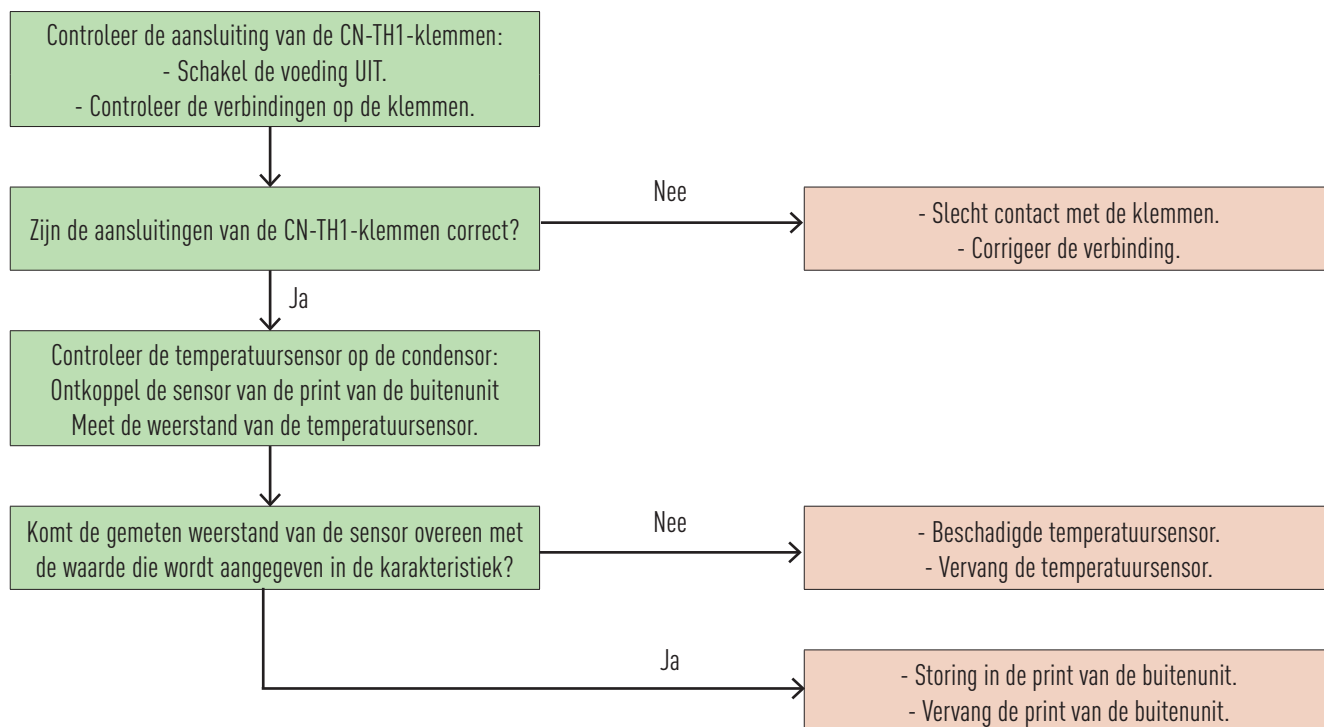 Controleer de aansluiting van de CN-TH1-klemmen:
- Schakel de voeding UIT.
- Controleer de verbindingen op de klemmen.
Zijn de aansluitingen van de CN-TH1-klemmen correct?
Nee
- Slecht contact met de klemmen.
- Corrigeer de verbinding.
Ja
Controleer de temperatuursensor op de condensor:
Ontkoppel de sensor van de print van de buitenunit
Meet de weerstand van de temperatuursensor.
Komt de gemeten weerstand van de sensor overeen met
de waarde die wordt aangegeven in de karakteristiek?
Nee
- Beschadigde temperatuursensor.
- Vervang de temperatuursensor.
Ja
- Storing in de print van de buitenunit.
- Vervang de print van de buitenunit.